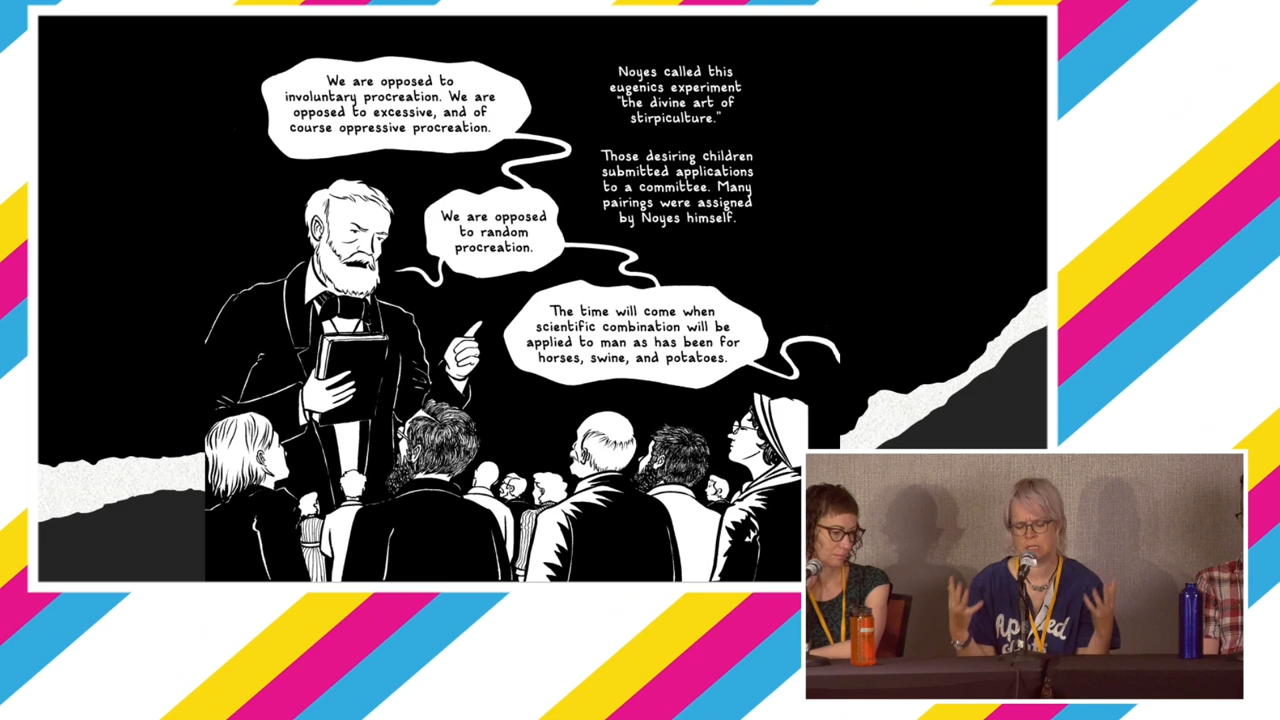 We are opposed to
involuntary procreation. We are
opposed to excessive, and of
course oppressive procreation.
We are opposed
to random
procreation.
The time will come when
scientific combination will be
applied to man as has been for
horses, swine, and potatoes.
Noyes called this
eugenics experiment
"the divine art of
stirpiculture."
Those desiring children
submitted applications
to a committee. Many
pairings were assigned
by Noyes himself.